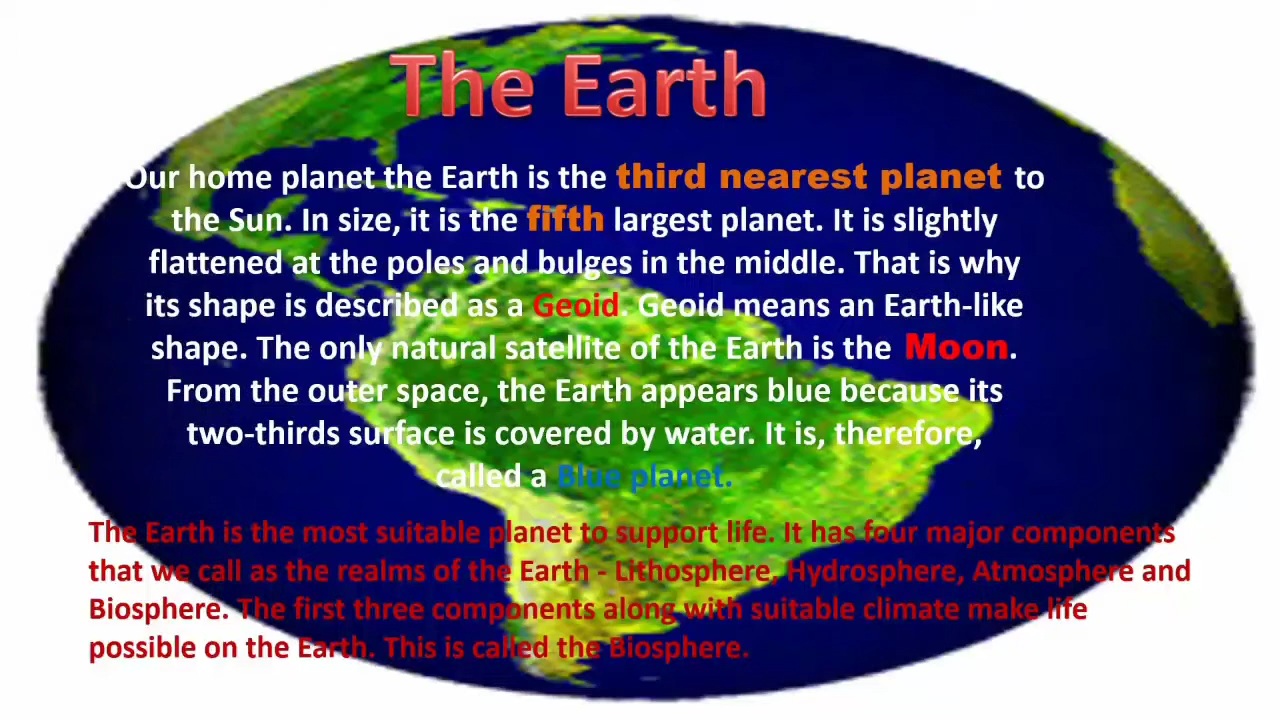 The Earth
Our home planet the Earth is the third nearest planet to
the Sun. In size, it is the fifth largest planet. It is slightly
flattened at the poles and bulges in the middle. That is why
its shape is described as a Geoid. Geoid means an Earth-like
shape. The only natural satellite of the Earth is the Moon.
From the outer space, the Earth appears blue because its
two-thirds surface is covered by water. It is, therefore,
called a Blue planet.
The Earth is the most suitable planet to support life. It has four major components
that we call as the realms of the Earth - Lithosphere, Hydrosphere, Atmosphere and
Biosphere. The first three components along with suitable climate make life
possible on the Earth. This is called the Biosphere.